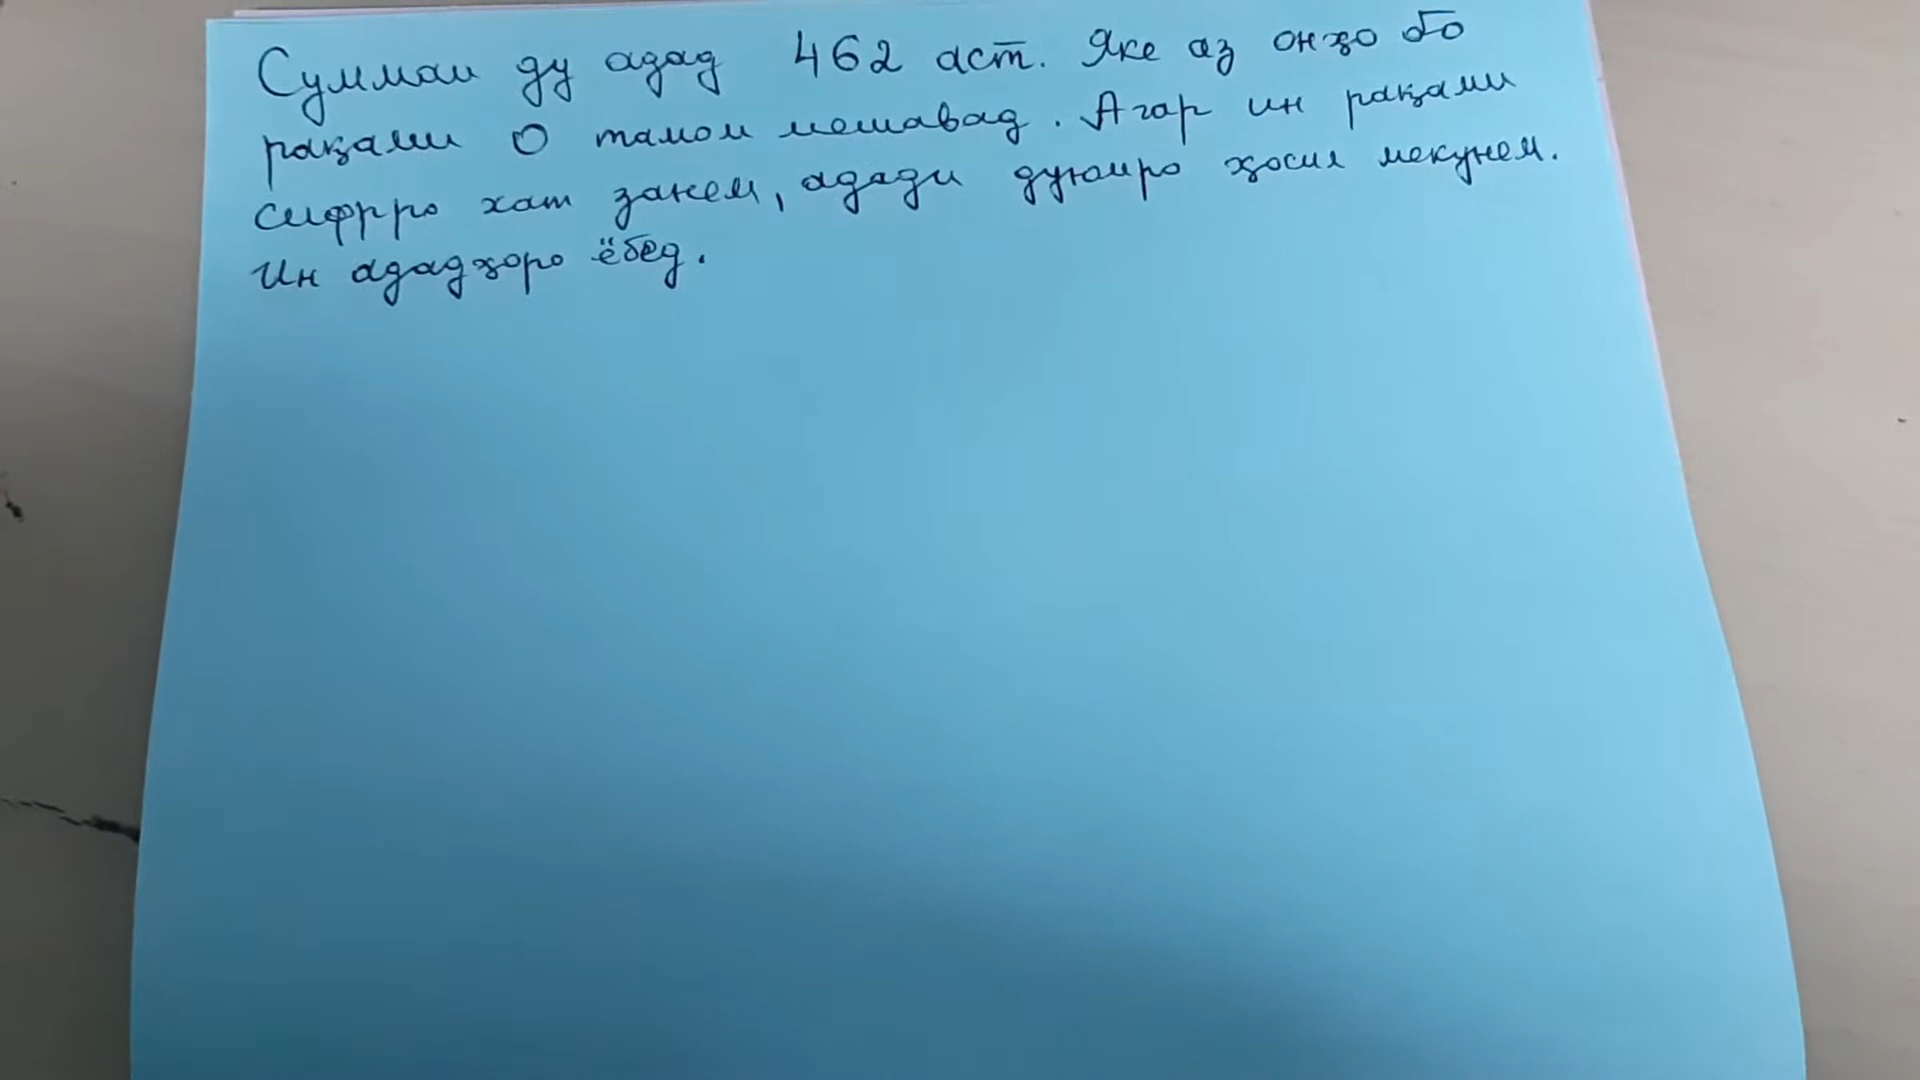 Суммаи ду адад 462 аст. Яке аз онҳо бо
рақами 0 тамом мешавад. Агар ин рақами
сифрро хат занем, адади дуюмро ҳосил мекунем.
Ин ададҳоро ёбед.